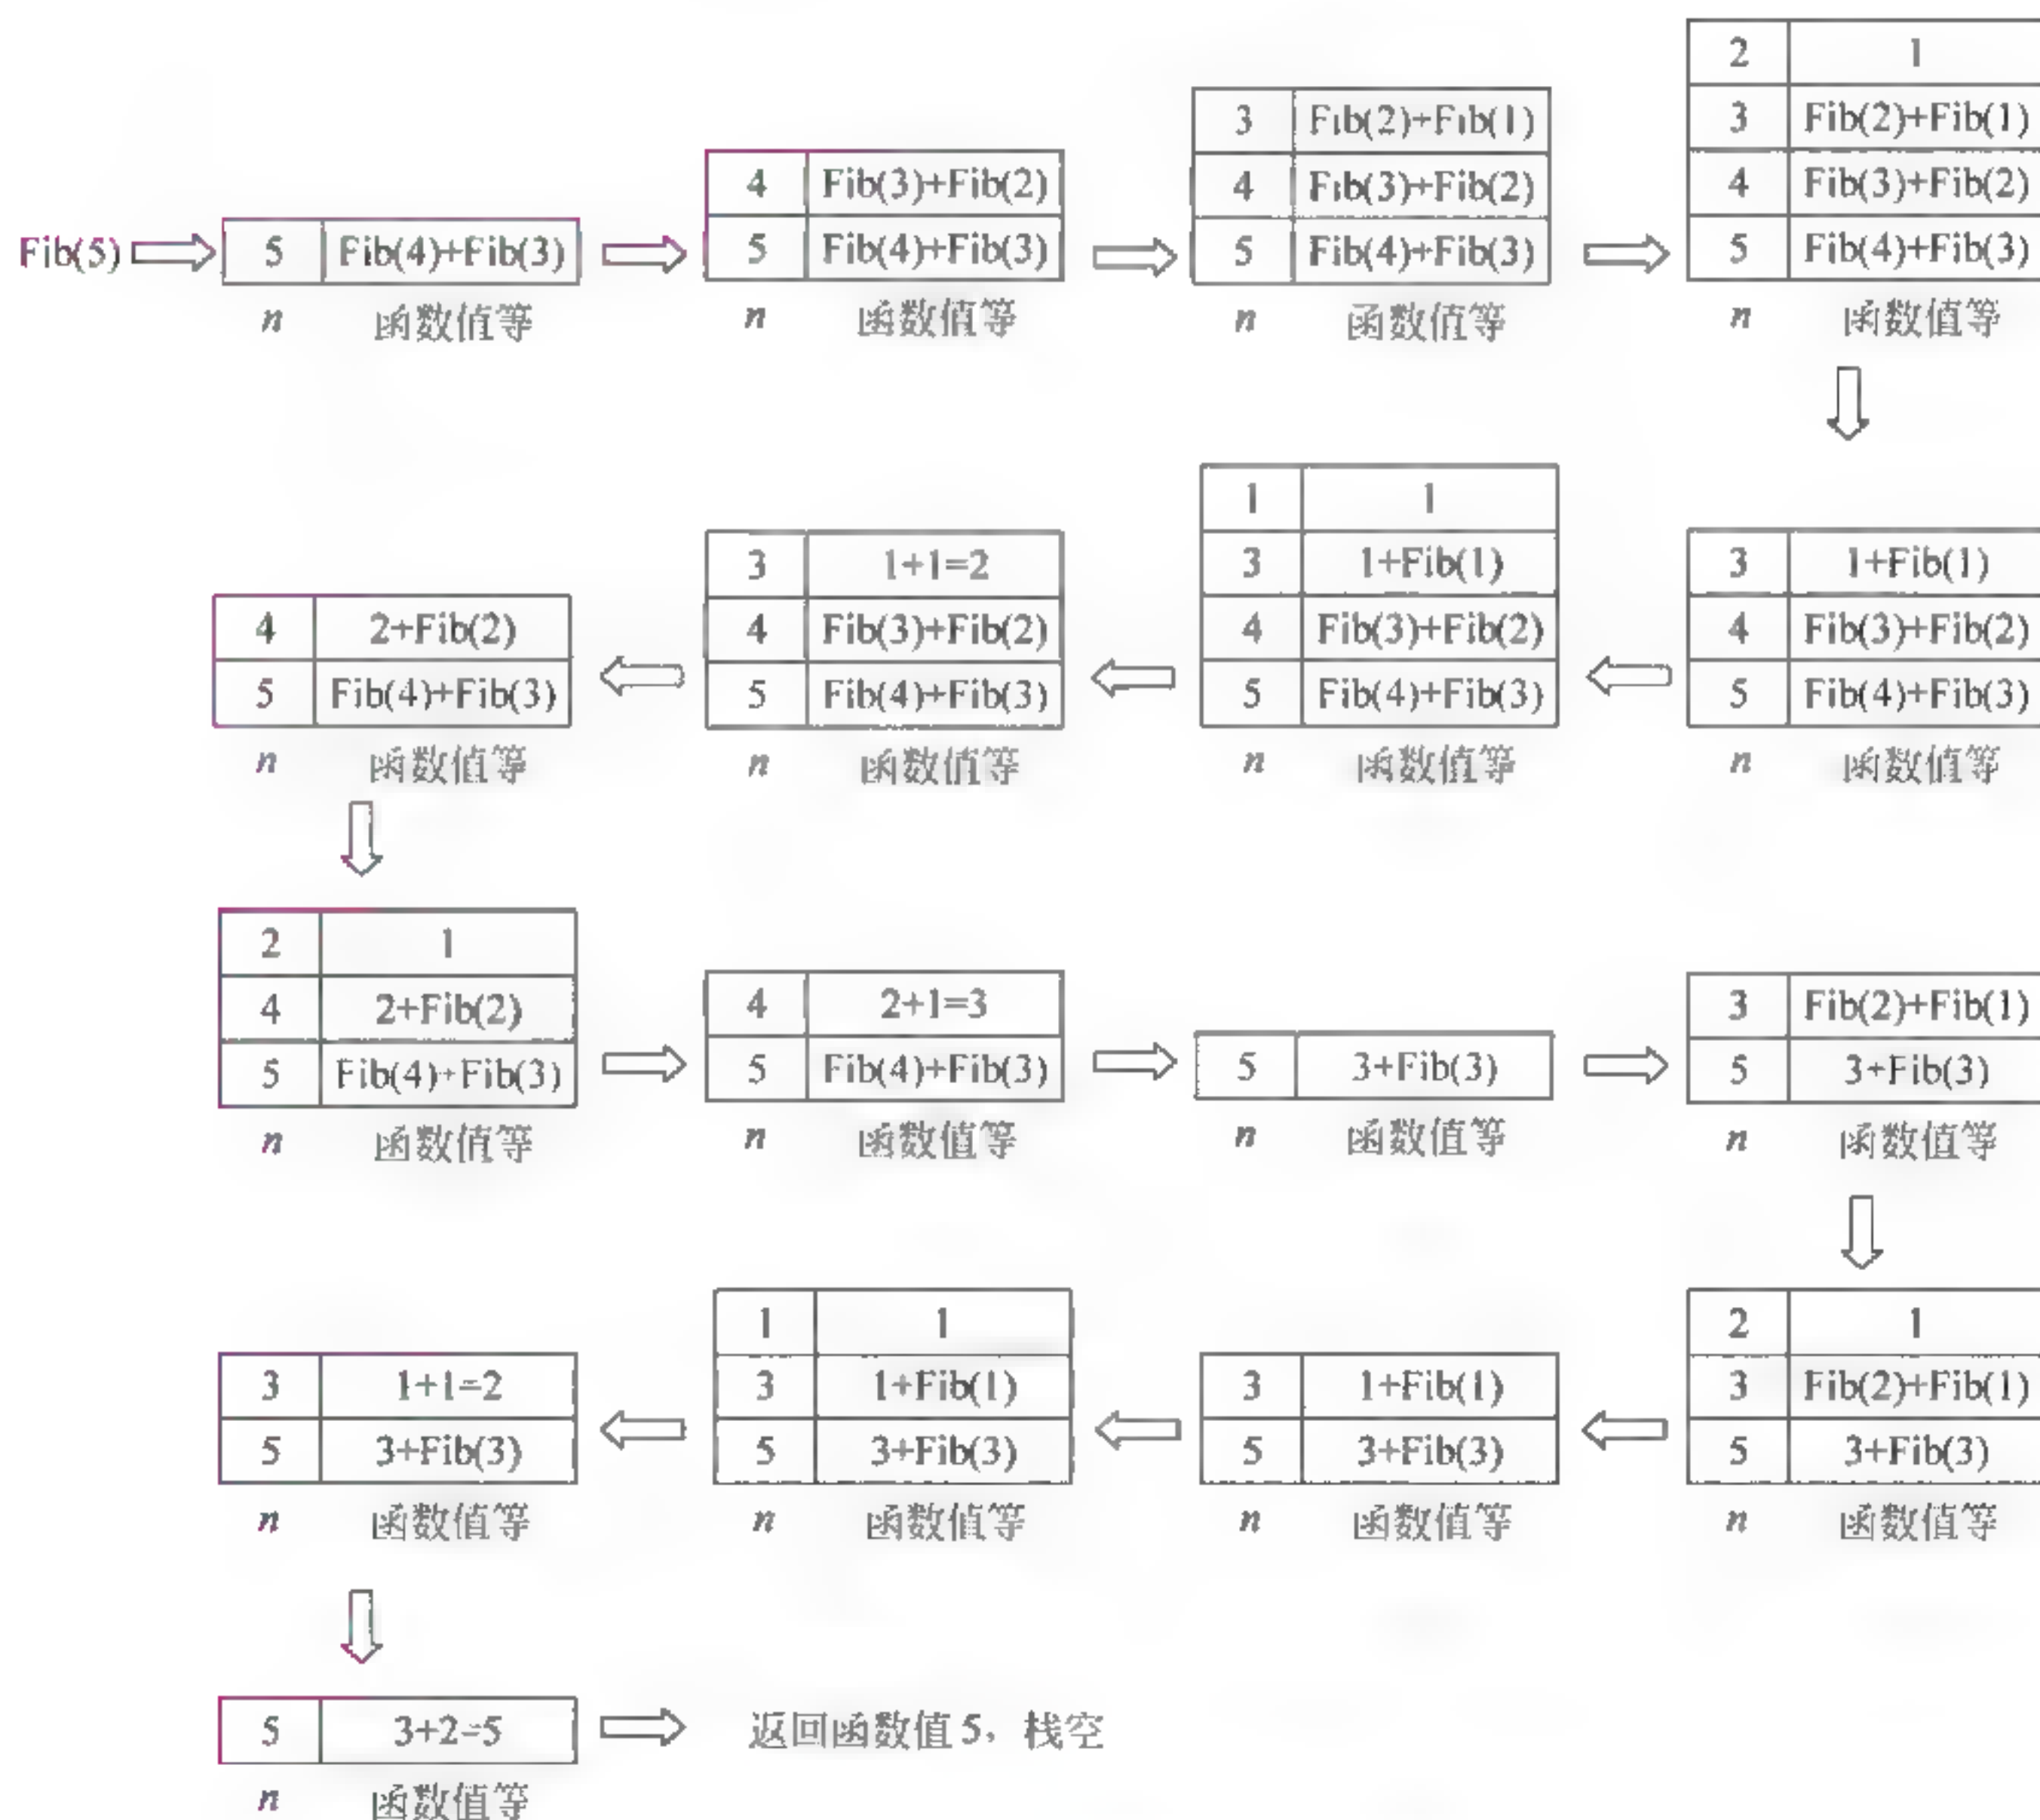 Fib(5)
5 Fib(4)+Fib(3)
n 函数值等
4 Fib(3)+Fib(2)
5 Fib(4)+Fib(3)
n 函数值等
3 Fib(2)+Fib(1)
4 Fib(3)+Fib(2)
5 Fib(4)+Fib(3)
n 函数值等
2 1
3 Fib(2)+Fib(1)
4 Fib(3)+Fib(2)
5 Fib(4)+Fib(3)
n 函数值等
3 1+Fib(1)
4 Fib(3)+Fib(2)
5 Fib(4)+Fib(3)
n 函数值等
1 1
3 1+Fib(1)
4 Fib(3)+Fib(2)
5 Fib(4)+Fib(3)
n 函数值等
3 1+1=2
4 Fib(3)+Fib(2)
5 Fib(4)+Fib(3)
n 函数值等
4 2+Fib(2)
5 Fib(4)+Fib(3)
n 函数值等
2 1
4 2+Fib(2)
5 Fib(4)+Fib(3)
n 函数值等
4 2+1=3
5 Fib(4)+Fib(3)
n 函数值等
5 3+Fib(3)
n 函数值等
3 Fib(2)+Fib(1)
5 3+Fib(3)
n 函数值等
2 1
3 Fib(2)+Fib(1)
5 3+Fib(3)
n 函数值等
3 1+Fib(1)
5 3+Fib(3)
n 函数值等
1 1
3 1+Fib(1)
5 3+Fib(3)
n 函数值等
3 1+1=2
5 3+Fib(3)
n 函数值等
5 3+2=5
n 函数值等
返回函数值 5，栈空